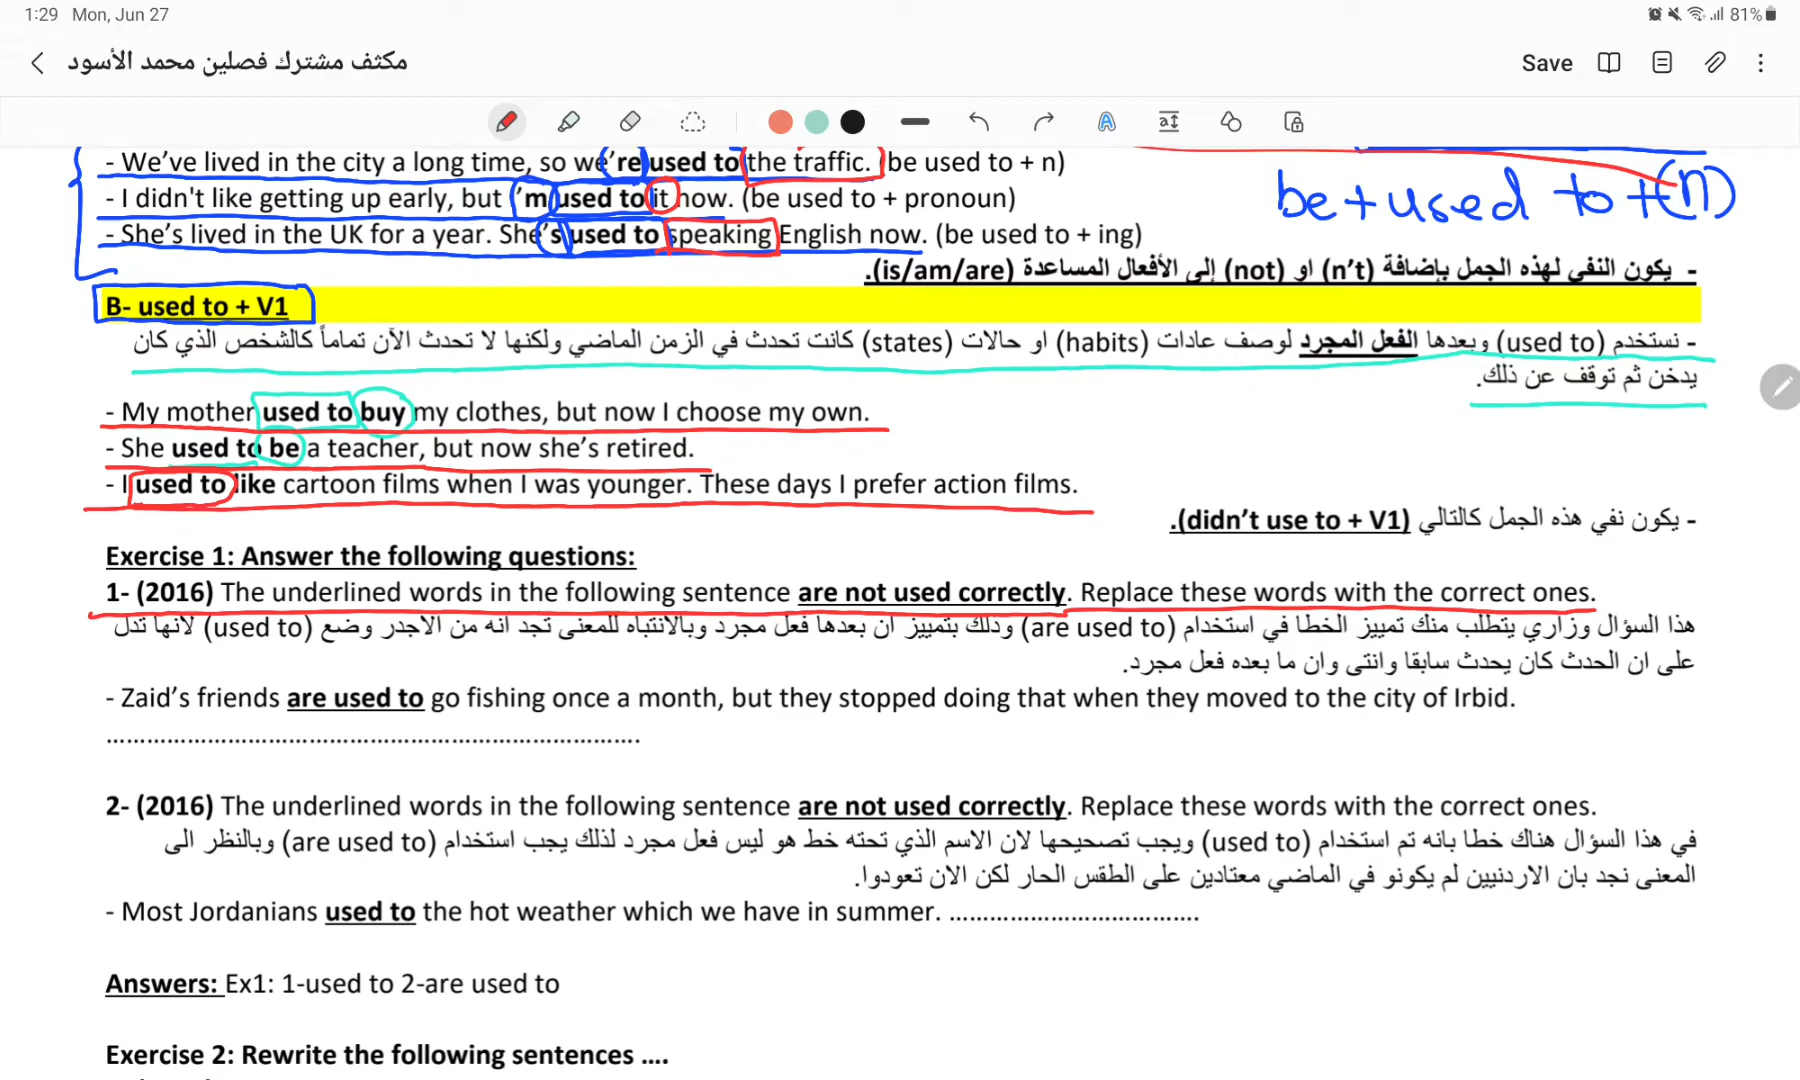 1:29 Mon, Jun 27 81%
مكثف مشترك فصلين محمد الأسود
Save
- We’ve lived in the city a long time, so we’re used to the traffic. (be used to + n)
- I didn't like getting up early, but ’m used to it now. (be used to + pronoun)
- She’s lived in the UK for a year. She’s used to speaking English now. (be used to + ing)
be + used to + (n)
- يكون النفي لهذه الجمل بإضافة (n’t) او (not) إلى الأفعال المساعدة (is/am/are).
B- used to + V1
- نستخدم (used to) وبعدها الفعل المجرد لوصف عادات (habits) او حالات (states) كانت تحدث في الزمن الماضي ولكنها لا تحدث الآن تماماً كالشخص الذي كان
يدخن ثم توقف عن ذلك.
- My mother used to buy my clothes, but now I choose my own.
- She used to be a teacher, but now she’s retired.
- I used to like cartoon films when I was younger. These days I prefer action films.
- يكون نفي هذه الجمل كالتالي (didn’t use to + V1).
Exercise 1: Answer the following questions:
1- (2016) The underlined words in the following sentence are not used correctly. Replace these words with the correct ones.
هذا السؤال وزاري يتطلب منك تمييز الخطا في استخدام (are used to) وذلك بتمييز ان بعدها فعل مجرد وبالانتباه للمعنى تجد انه من الاجدر وضع (used to) لانها تدل
على ان الحدث كان يحدث سابقا وانتى وان ما بعده فعل مجرد.
- Zaid’s friends are used to go fishing once a month, but they stopped doing that when they moved to the city of Irbid.
…………………………………………………………………….
2- (2016) The underlined words in the following sentence are not used correctly. Replace these words with the correct ones.
في هذا السؤال هناك خطا بانه تم استخدام (used to) ويجب تصحيحها لان الاسم الذي تحته خط هو ليس فعل مجرد لذلك يجب استخدام (are used to) وبالنظر الى
المعنى نجد بان الاردنيين لم يكونو في الماضي معتادين على الطقس الحار لكن الان تعودوا.
- Most Jordanians used to the hot weather which we have in summer. ……………………………….
Answers: Ex1: 1-used to 2-are used to
Exercise 2: Rewrite the following sentences ….